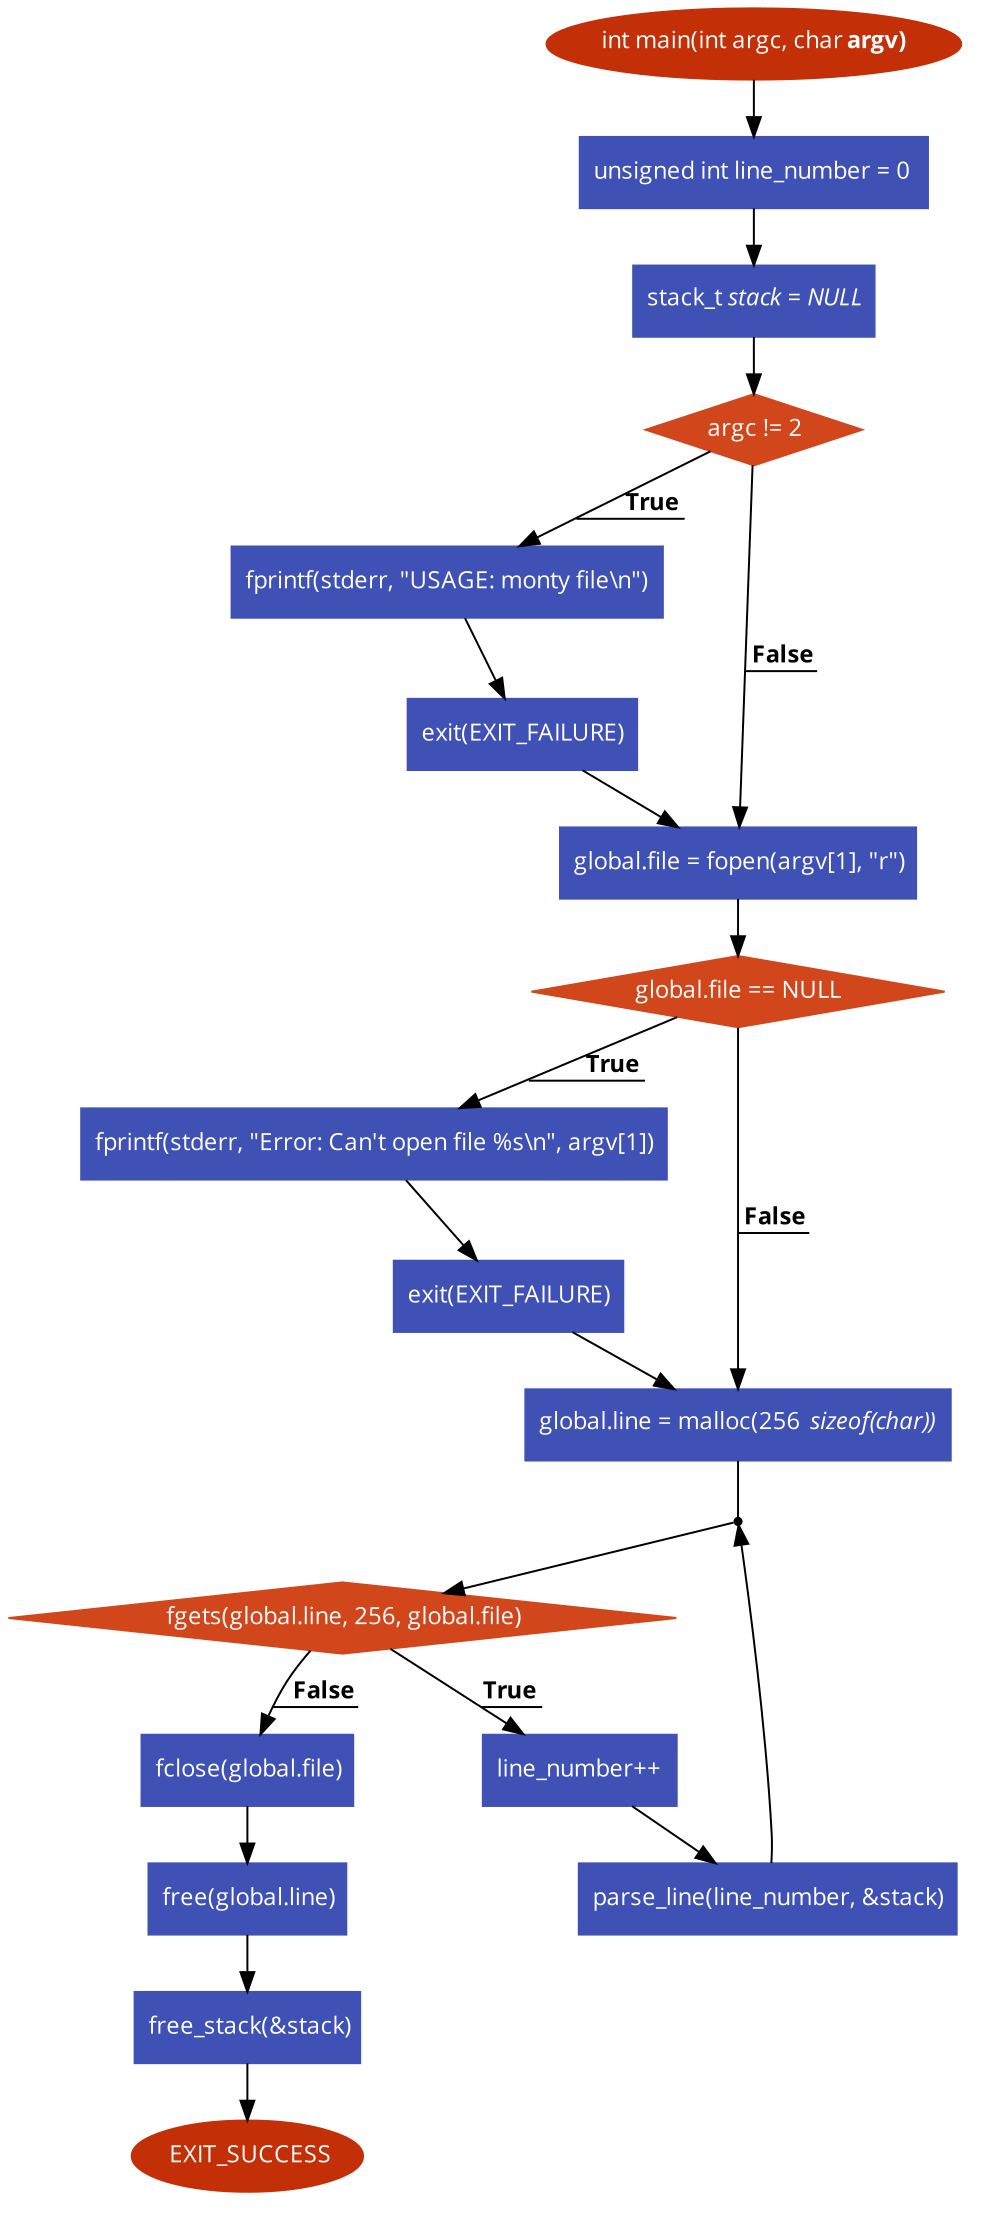 int main(int argc, char argv)
unsigned int line_number = 0
stack_t stack = NULL
argc != 2
True
fprintf(stderr, "USAGE: monty file\n")
False
exit(EXIT_FAILURE)
global.file = fopen(argv[1], "r")
global.file == NULL
True
fprintf(stderr, "Error: Can't open file %s\n", argv[1])
False
exit(EXIT_FAILURE)
global.line = malloc(256 sizeof(char))
fgets(global.line, 256, global.file)
False True
fclose(global.file) line_number++
free(global.line) parse_line(line_number, &stack)
free_stack(&stack)
EXIT_SUCCESS